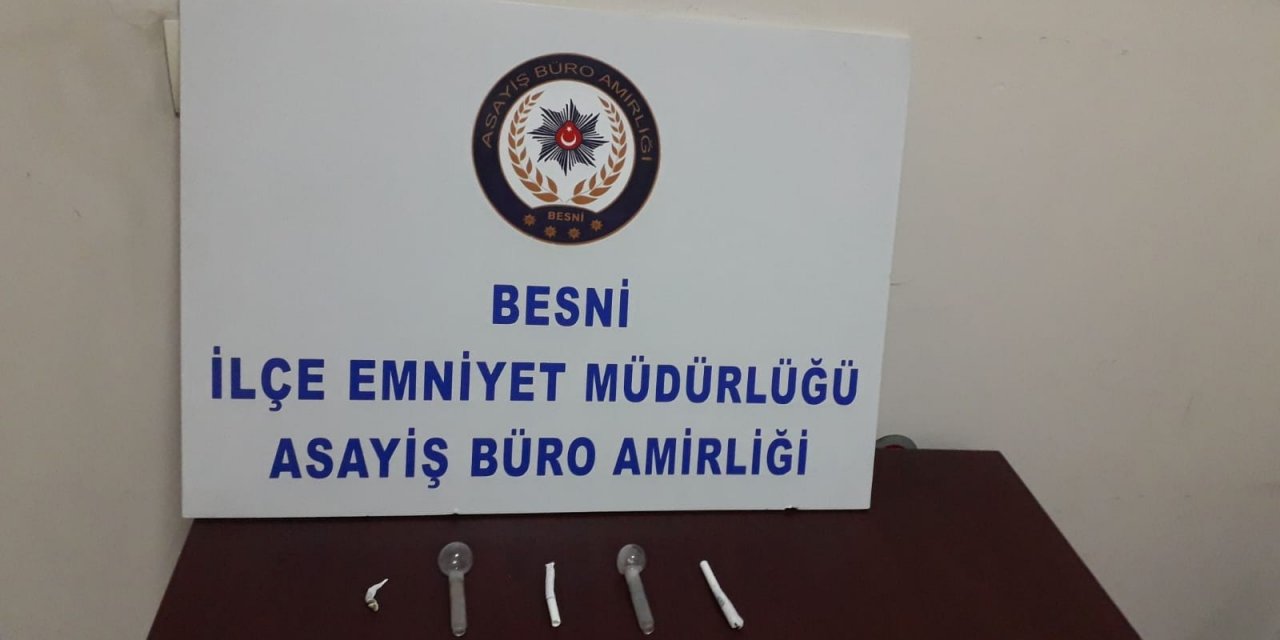 ASAYİŞ BÜRO AMİRLİĞİ
BESNİ
BESNİ
İLÇE EMNİYET MÜDÜRLÜĞÜ
ASAYİŞ BÜRO AMİRLİĞİ